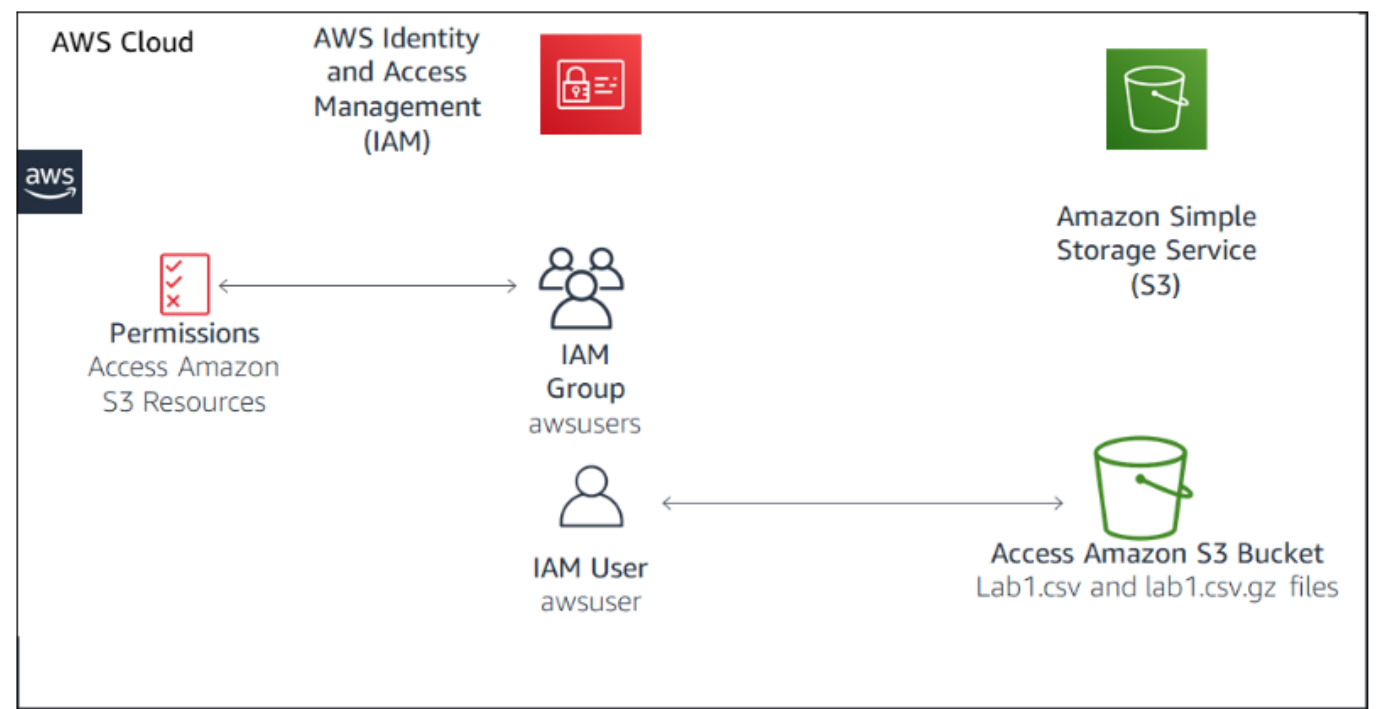 AWS Cloud
AWS Identity
and Access
Management
(IAM)
aws
Amazon Simple
Storage Service
(S3)
Permissions
Access Amazon
S3 Resources
IAM
Group
awsusers
IAM User
awsuser
Access Amazon S3 Bucket
Lab1.csv and lab1.csv.gz files